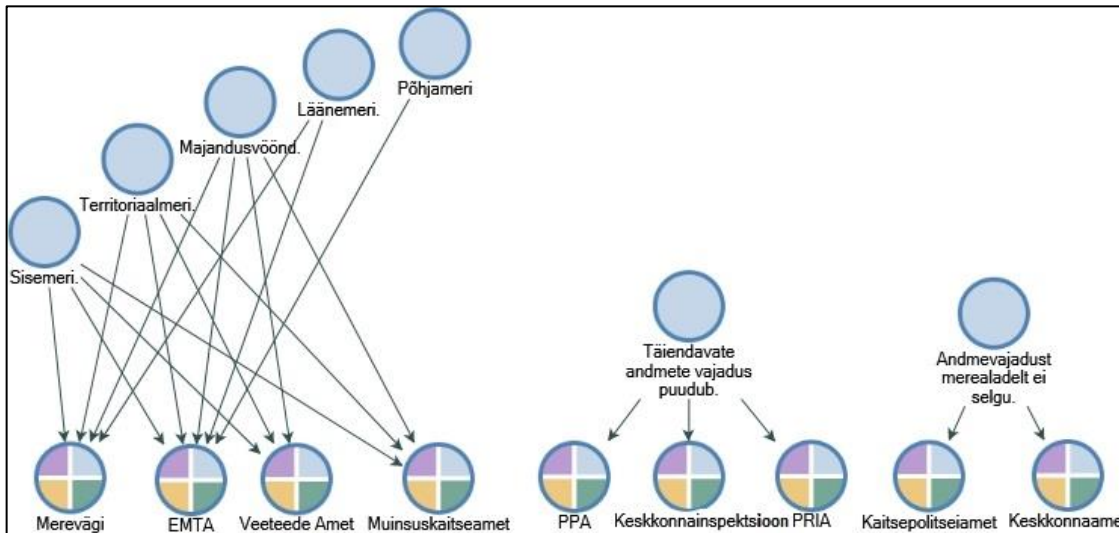 Põhjameri
Läänemeri.
Majandusvöönd.
Territoriaalmeri.
Sisemeri.
Täiendavate
andmete vajadus
puudub.
Andmevajadust
merealadelt ei
selgu.
Merevägi
EMTA
Veeteede Amet
Muinsuskaitseamet
PPA
Keskkonnainspektsioon
PRIA
Kaitsepolitseiamet
Keskkonnaamet